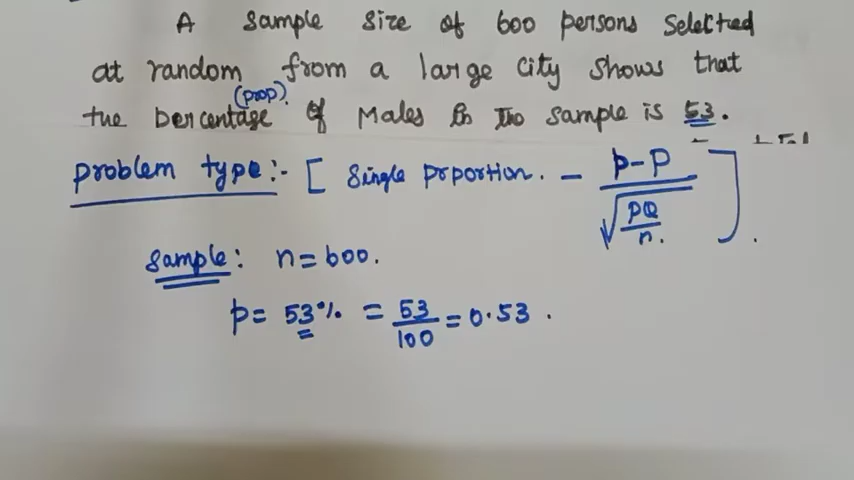 A sample size of 600 persons selected
at random from a large city shows that
(prop).
the percentage of Males in the sample is 53.
problem type:- [ Single proportion. - p-P / √PQ/n. ] .
Sample: n=600.
p= 53% = 53/100 = 0.53.